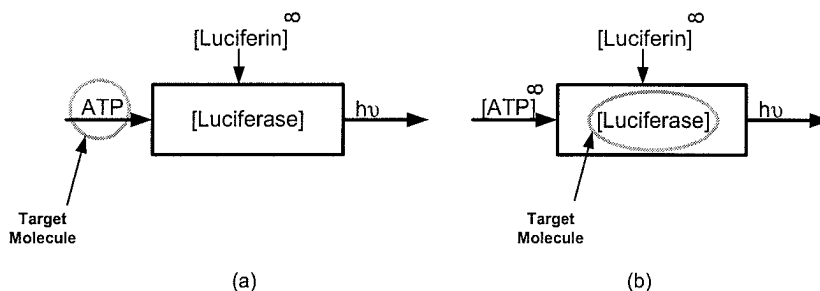 [Luciferin]∞
ATP
[Luciferase]
hυ
Target
Molecule
(a)
[Luciferin]∞
[ATP]∞
[Luciferase]
hυ
Target
Molecule
(b)